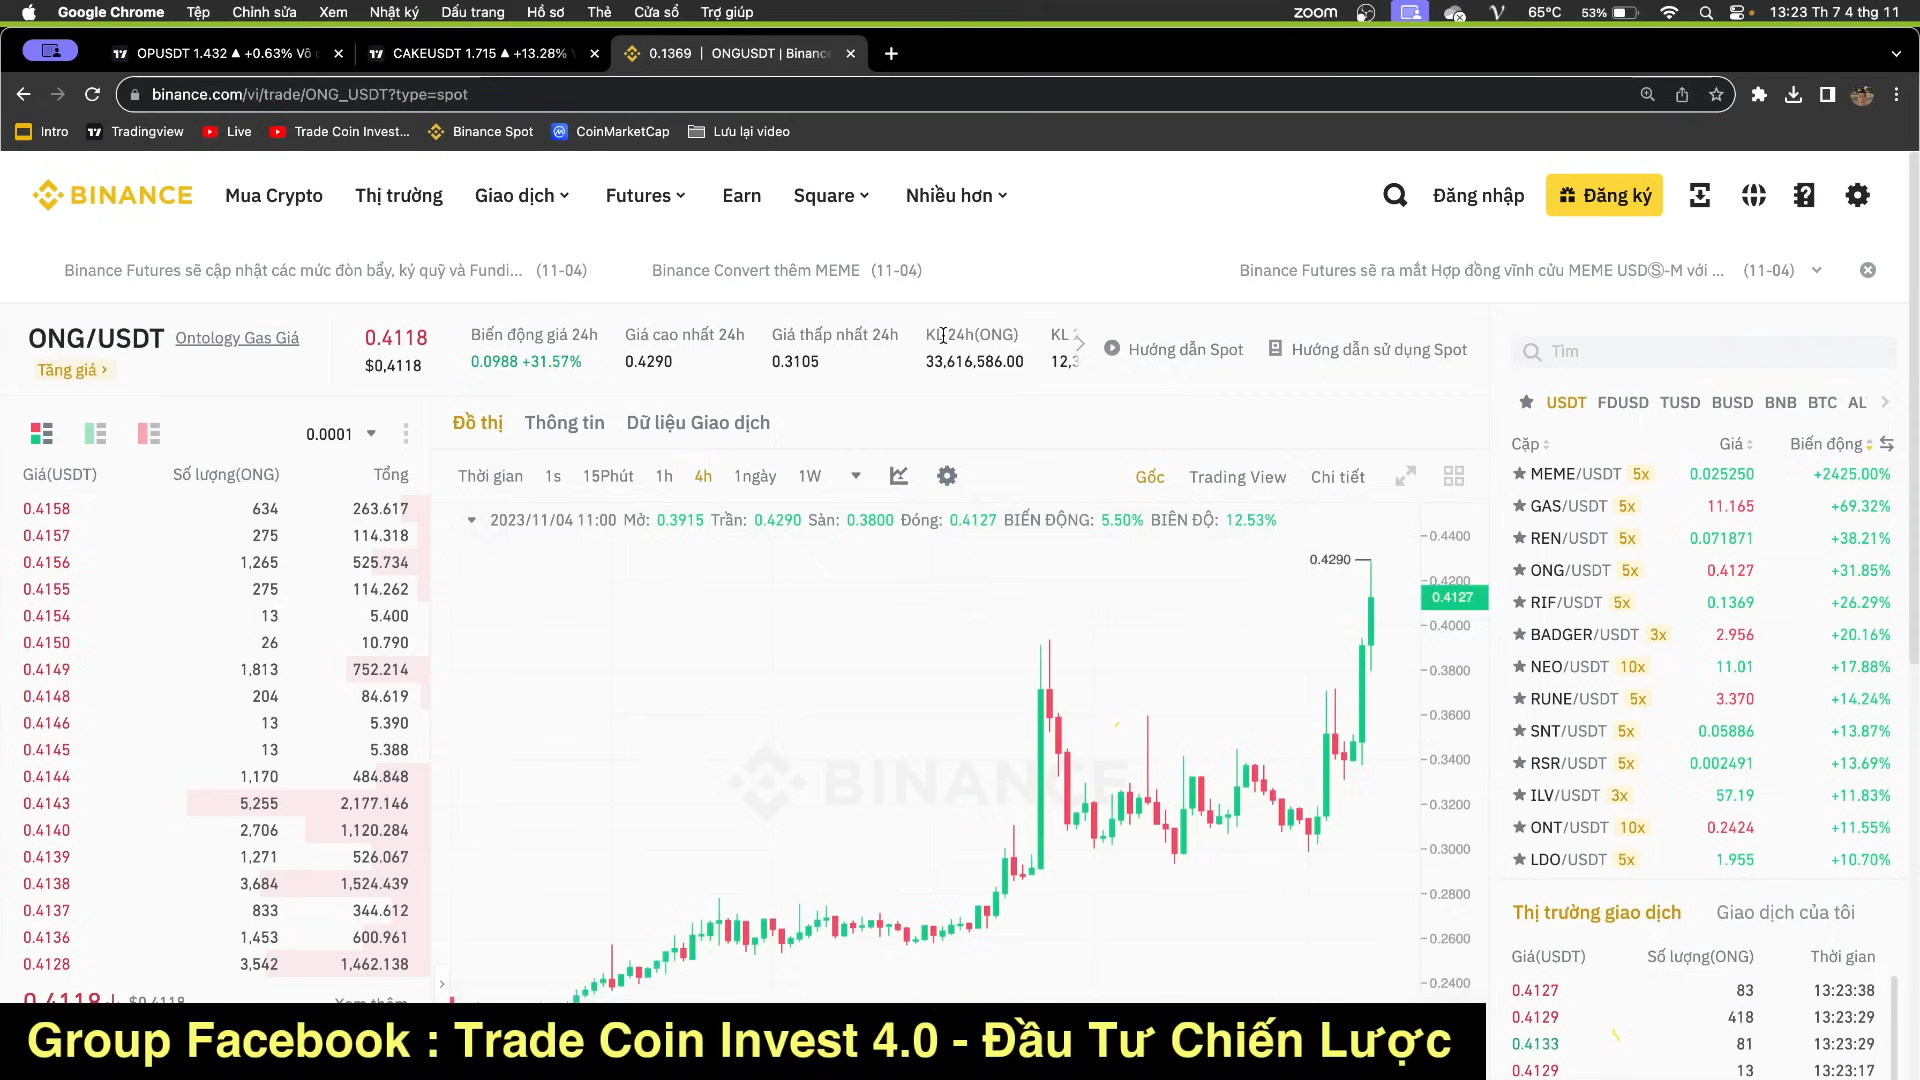 Google Chrome Tệp Chỉnh sửa Xem Nhật ký Dấu trang Hồ sơ Thẻ Cửa sổ Trợ giúp zoom 65°C 53% 13:23 Th 7 4 thg 11
OPUSDT 1.432 ▲ +0.63% Vô CAKEUSDT 1.715 ▲ +13.28% 0.1369 | ONGUSDT | Binance
binance.com/vi/trade/ONG_USDT?type=spot
Intro Tradingview Live Trade Coin Invest... Binance Spot CoinMarketCap Lưu lại video
BINANCE Mua Crypto Thị trường Giao dịch Futures Earn Square Nhiều hơn Đăng nhập Đăng ký
Binance Futures sẽ cập nhật các mức đòn bẩy, ký quỹ và Fundi... (11-04) Binance Convert thêm MEME (11-04) Binance Futures sẽ ra mắt Hợp đồng vĩnh cửu MEME USDⓈ-M với ... (11-04)
ONG/USDT Ontology Gas Giá
Tăng giá
0.4118
$0,4118
Biến động giá 24h Giá cao nhất 24h Giá thấp nhất 24h KL 24h(ONG) KL
0.0988 +31.57% 0.4290 0.3105 33,616,586.00 12,3
Hướng dẫn Spot Hướng dẫn sử dụng Spot
0.0001
Giá(USDT) Số lượng(ONG) Tổng
0.4158 634 263.617
0.4157 275 114.318
0.4156 1,265 525.734
0.4155 275 114.262
0.4154 13 5.400
0.4150 26 10.790
0.4149 1,813 752.214
0.4148 204 84.619
0.4146 13 5.390
0.4145 13 5.388
0.4144 1,170 484.848
0.4143 5,255 2,177.146
0.4140 2,706 1,120.284
0.4139 1,271 526.067
0.4138 3,684 1,524.439
0.4137 833 344.612
0.4136 1,453 600.961
0.4128 3,542 1,462.138
0.4118 $0.4118 Xem thêm
Đồ thị Thông tin Dữ liệu Giao dịch
Thời gian 1s 15Phút 1h 4h 1ngày 1W Gốc Trading View Chi tiết
2023/11/04 11:00 Mở: 0.3915 Trần: 0.4290 Sàn: 0.3800 Đóng: 0.4127 BIẾN ĐỘNG: 5.50% BIÊN ĐỘ: 12.53%
0.4400
0.4290
0.4200
0.4127
0.4000
0.3800
0.3600
0.3400
0.3200
0.3000
0.2800
0.2600
0.2400
BINANCE
Tìm
USDT FDUSD TUSD BUSD BNB BTC AL
Cặp Giá Biến động
MEME/USDT 5x 0.025250 +2425.00%
GAS/USDT 5x 11.165 +69.32%
REN/USDT 5x 0.071871 +38.21%
ONG/USDT 5x 0.4127 +31.85%
RIF/USDT 5x 0.1369 +26.29%
BADGER/USDT 3x 2.956 +20.16%
NEO/USDT 10x 11.01 +17.88%
RUNE/USDT 5x 3.370 +14.24%
SNT/USDT 5x 0.05886 +13.87%
RSR/USDT 5x 0.002491 +13.69%
ILV/USDT 3x 57.19 +11.83%
ONT/USDT 10x 0.2424 +11.55%
LDO/USDT 5x 1.955 +10.70%
Thị trường giao dịch Giao dịch của tôi
Giá(USDT) Số lượng(ONG) Thời gian
0.4127 83 13:23:38
0.4129 418 13:23:29
0.4133 81 13:23:29
0.4129 13 13:23:17
Group Facebook : Trade Coin Invest 4.0 - Đầu Tư Chiến Lược